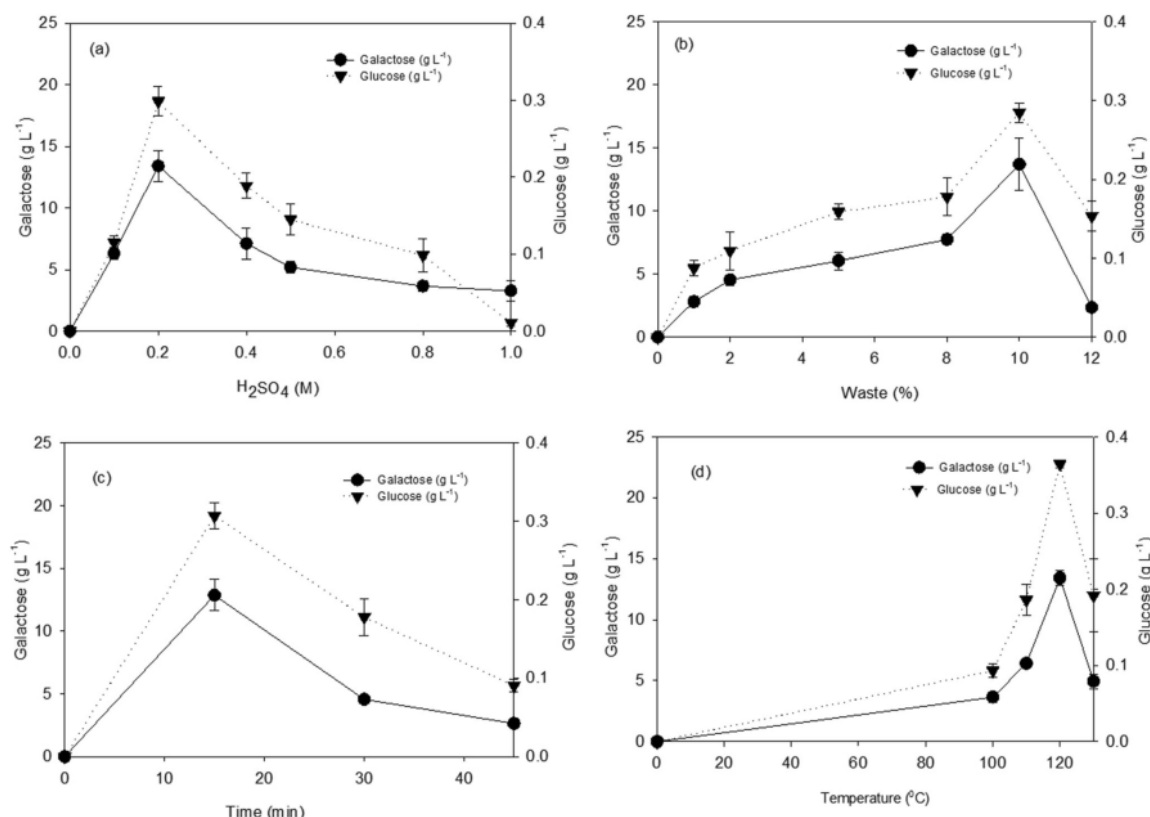 (a)
Galactose (g L⁻¹)
Glucose (g L⁻¹)
25
20
15
10
5
0
Galactose (g L⁻¹)
0.4
0.3
0.2
0.1
0.0
Glucose (g L⁻¹)
0.0 0.2 0.4 0.6 0.8 1.0
H₂SO₄ (M)
(b)
Galactose (g L⁻¹)
Glucose (g L⁻¹)
25
20
15
10
5
0
Galactose (g L⁻¹)
0.4
0.3
0.2
0.1
0.0
Glucose (g L⁻¹)
0 2 4 6 8 10 12
Waste (%)
(c)
Galactose (g L⁻¹)
Glucose (g L⁻¹)
25
20
15
10
5
0
Galactose (g L⁻¹)
0.4
0.3
0.2
0.1
0.0
Glucose (g L⁻¹)
0 10 20 30 40
Time (min)
(d)
Galactose (g L⁻¹)
Glucose (g L⁻¹)
25
20
15
10
5
0
Galactose (g L⁻¹)
0.4
0.3
0.2
0.1
0.0
Glucose (g L⁻¹)
0 20 40 60 80 100 120
Temperature (⁰C)